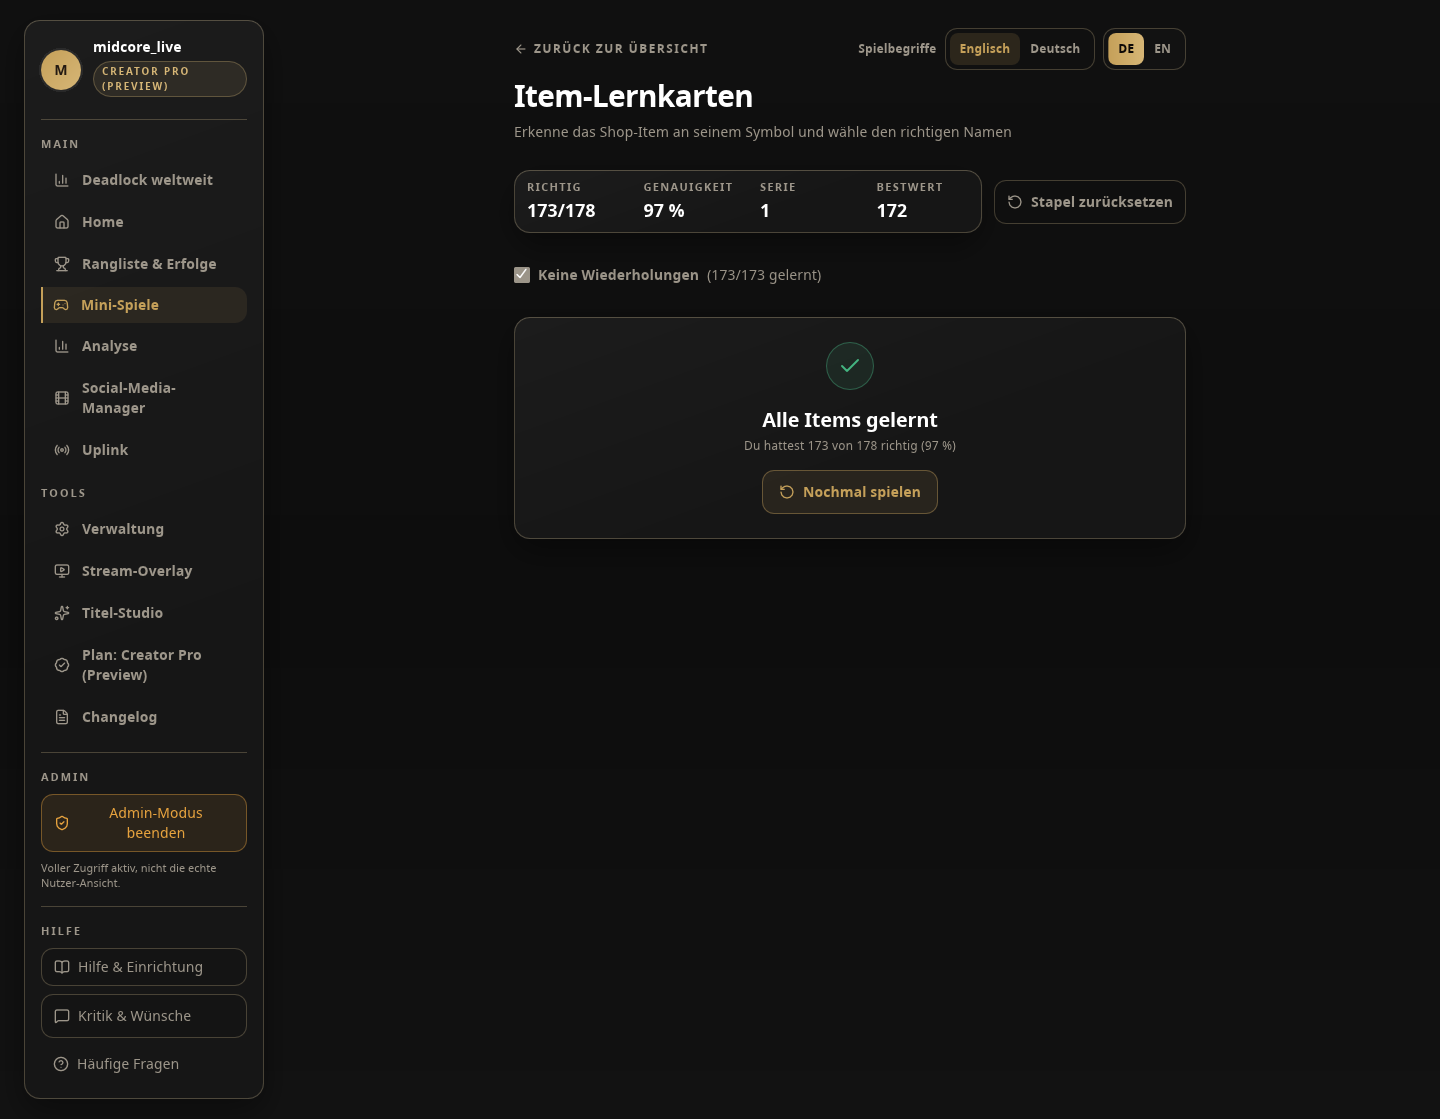 M
midcore_live
CREATOR PRO
(PREVIEW)
MAIN
Deadlock weltweit
Home
Rangliste & Erfolge
Mini-Spiele
Analyse
Social-Media-
Manager
Uplink
TOOLS
Verwaltung
Stream-Overlay
Titel-Studio
Plan: Creator Pro
(Preview)
Changelog
ADMIN
Admin-Modus
beenden
Voller Zugriff aktiv, nicht die echte
Nutzer-Ansicht.
HILFE
Hilfe & Einrichtung
Kritik & Wünsche
Häufige Fragen
ZURÜCK ZUR ÜBERSICHT
Spielbegriffe Englisch Deutsch DE EN
Item-Lernkarten
Erkenne das Shop-Item an seinem Symbol und wähle den richtigen Namen
RICHTIG GENAUIGKEIT SERIE BESTWERT
173/178 97 % 1 172
Stapel zurücksetzen
Keine Wiederholungen (173/173 gelernt)
Alle Items gelernt
Du hattest 173 von 178 richtig (97 %)
Nochmal spielen